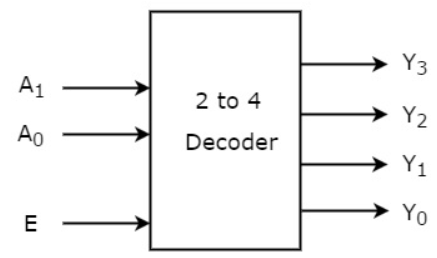 A₁
A₀
E
2 to 4
Decoder
Y₃
Y₂
Y₁
Y₀